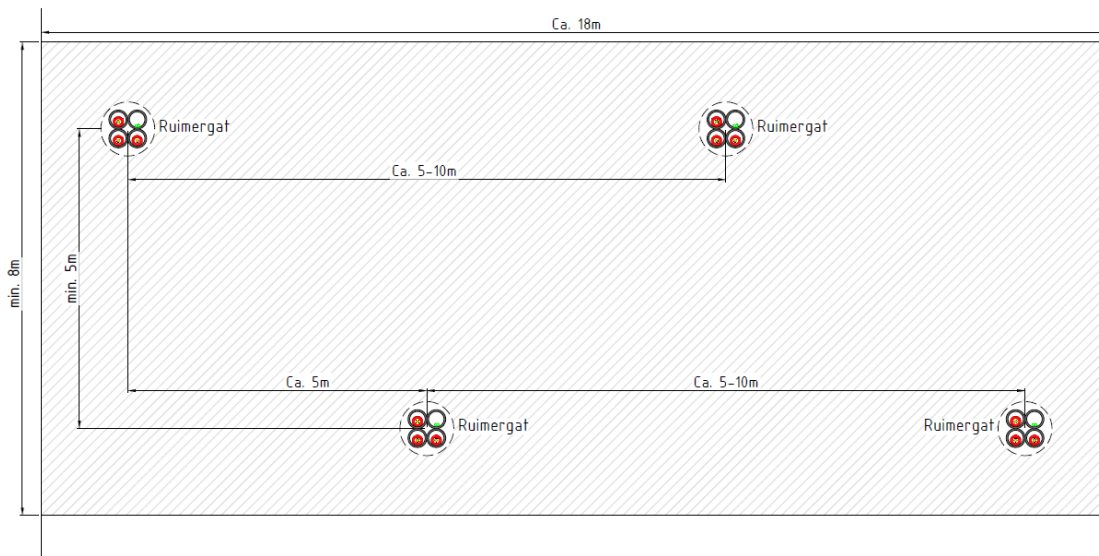 Ca. 18m
Ruimergat
Ruimergat
Ca. 5-10m
min. 8m
min. 5m
Ca. 5m
Ca. 5-10m
Ruimergat
Ruimergat